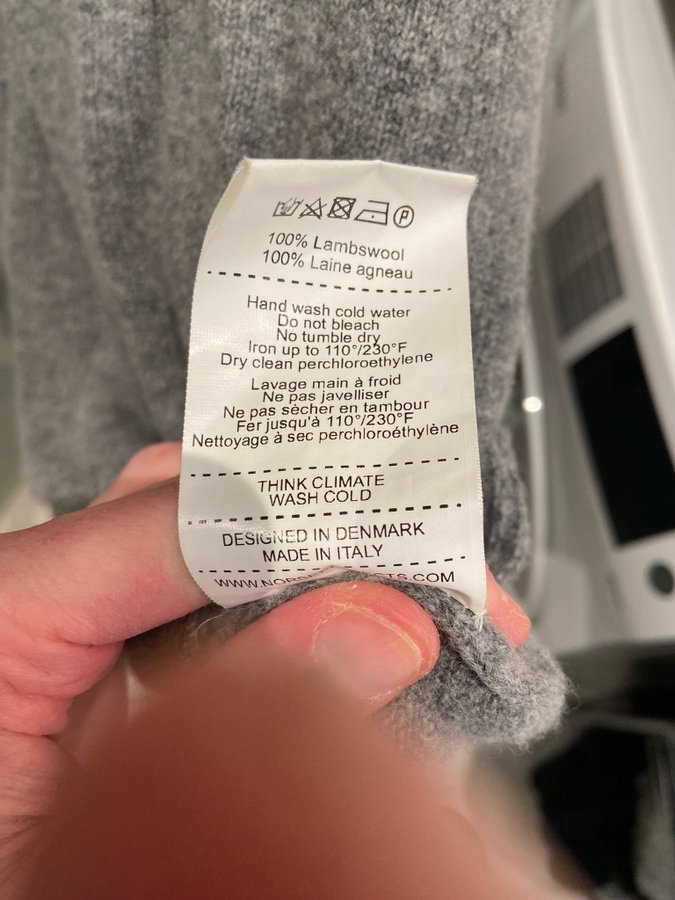 100% Lambswool
100% Laine agneau
Hand wash cold water
Do not bleach
No tumble dry
Iron up to 110°/230°F
Dry clean perchloroethylene
Lavage main à froid
Ne pas javelliser
Ne pas sècher en tambour
Fer jusqu'à 110°/230°F
Nettoyage à sec perchloroéthylène
THINK CLIMATE
WASH COLD
DESIGNED IN DENMARK
MADE IN ITALY